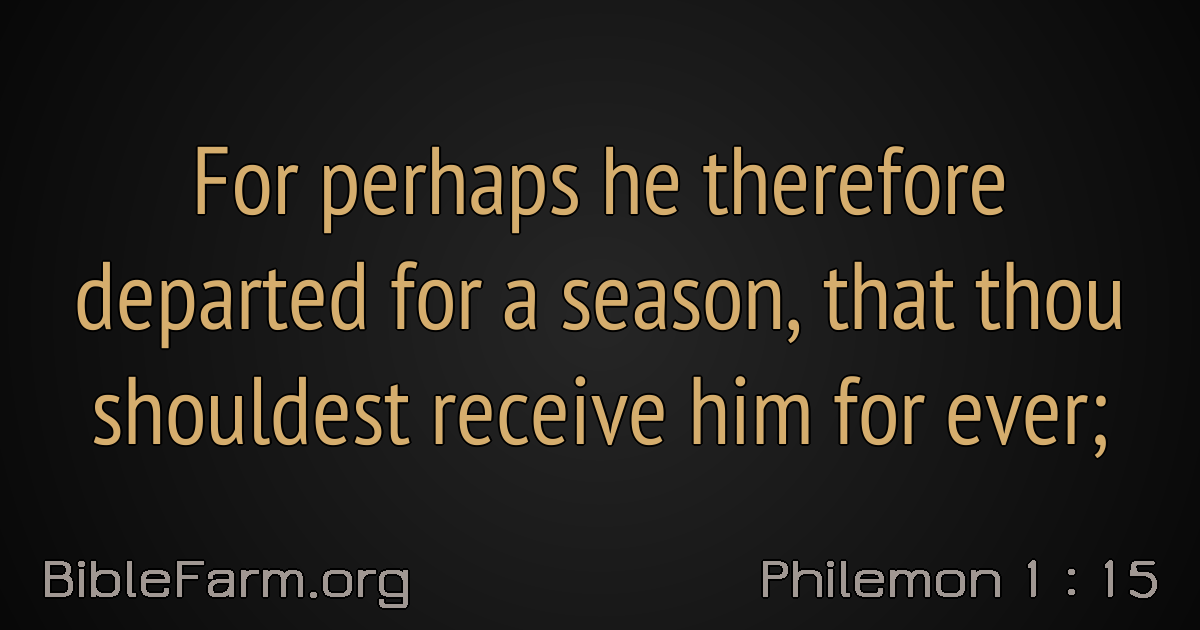 For perhaps he therefore
departed for a season, that thou
shouldest receive him for ever;
BibleFarm.org
Philemon 1 : 15